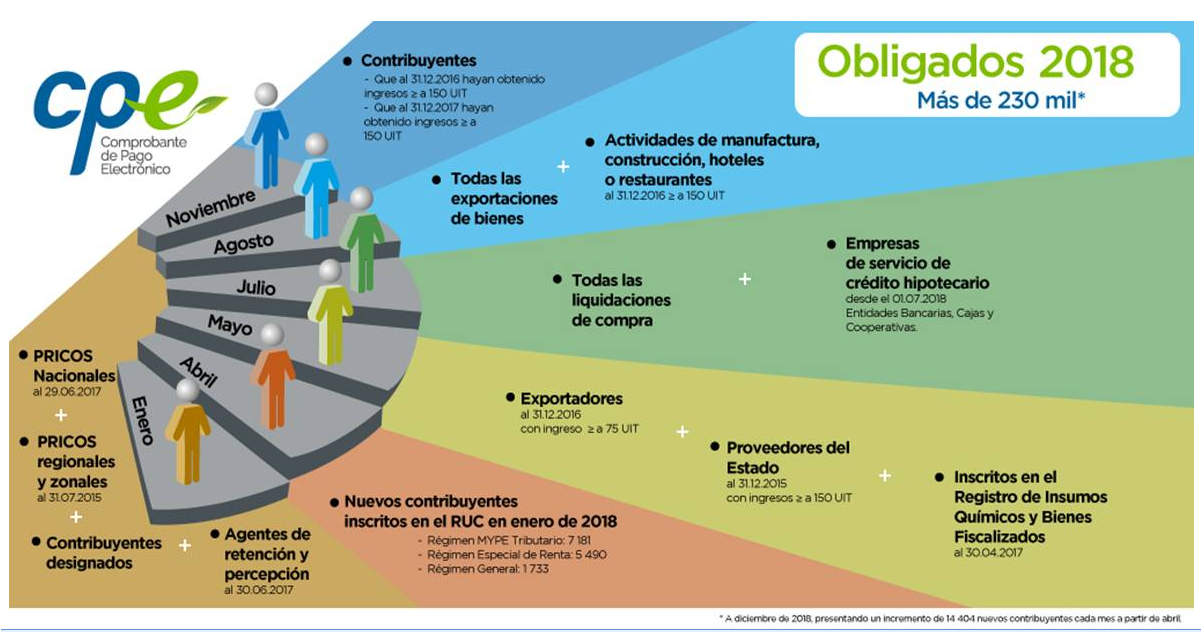 cpe
Comprobante
de Pago
Electrónico
Obligados 2018
Más de 230 mil*
Noviembre
Agosto
Julio
Mayo
Abril
Enero
• Contribuyentes
- Que al 31.12.2016 hayan obtenido
ingresos ≥ a 150 UIT
- Que al 31.12.2017 hayan
obtenido ingresos ≥ a
150 UIT
• Todas las
exportaciones
de bienes
+
• Actividades de manufactura,
construcción, hoteles
o restaurantes
al 31.12.2016 ≥ a 150 UIT
• Todas las
liquidaciones
de compra
+
• Empresas
de servicio de
crédito hipotecario
desde el 01.07.2018
Entidades Bancarias, Cajas y
Cooperativas.
• Exportadores
al 31.12.2016
con ingreso ≥ a 75 UIT
+
• Proveedores del
Estado
al 31.12.2015
con ingresos ≥ a 150 UIT
+
• Inscritos en el
Registro de Insumos
Químicos y Bienes
Fiscalizados
al 30.04.2017
• Nuevos contribuyentes
inscritos en el RUC en enero de 2018
- Régimen MYPE Tributario: 7 181
- Régimen Especial de Renta: 5 490
- Régimen General: 1 733
• PRICOS
Nacionales
al 29.06.2017
+
• PRICOS
regionales
y zonales
al 31.07.2015
+
• Contribuyentes
designados
+
• Agentes de
retención y
percepción
al 30.06.2017
* A diciembre de 2018, presentando un incremento de 14 404 nuevos contribuyentes cada mes a partir de abril.